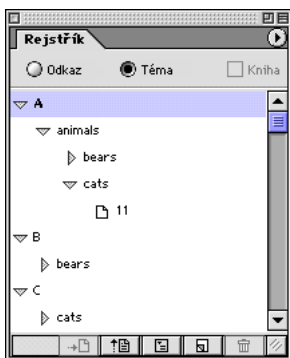 Rejstřík
Odkaz Téma Kniha
A
animals
bears
cats
11
B
bears
C
cats